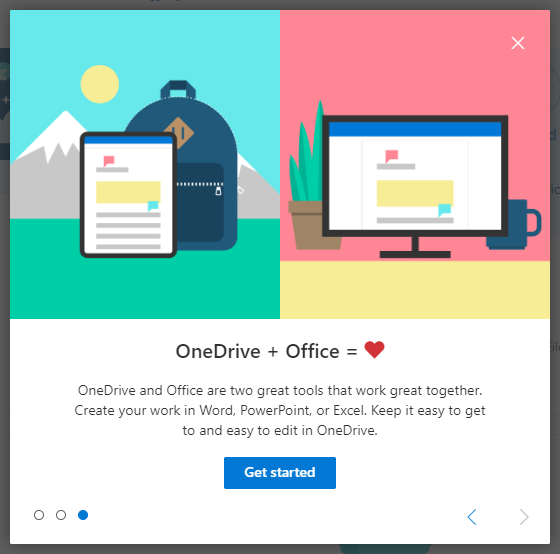 OneDrive + Office = ❤
OneDrive and Office are two great tools that work great together.
Create your work in Word, PowerPoint, or Excel. Keep it easy to get
to and easy to edit in OneDrive.
Get started